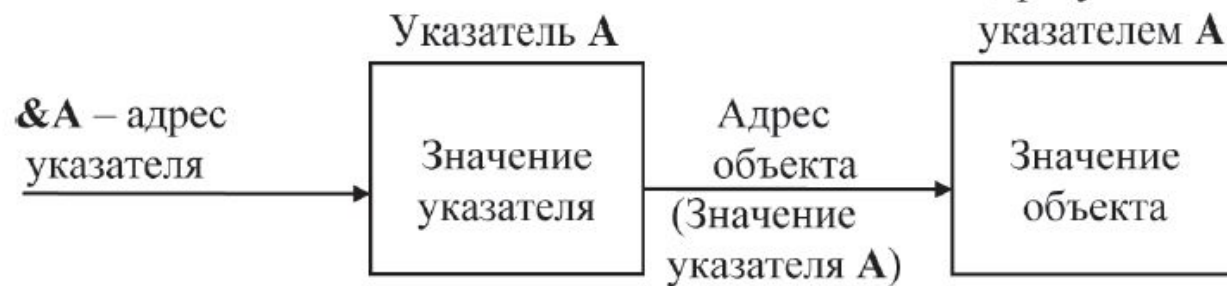 Указатель А
указателем А
&А – адрес
указателя
Значение
указателя
Адрес
объекта
(Значение
указателя А)
Значение
объекта